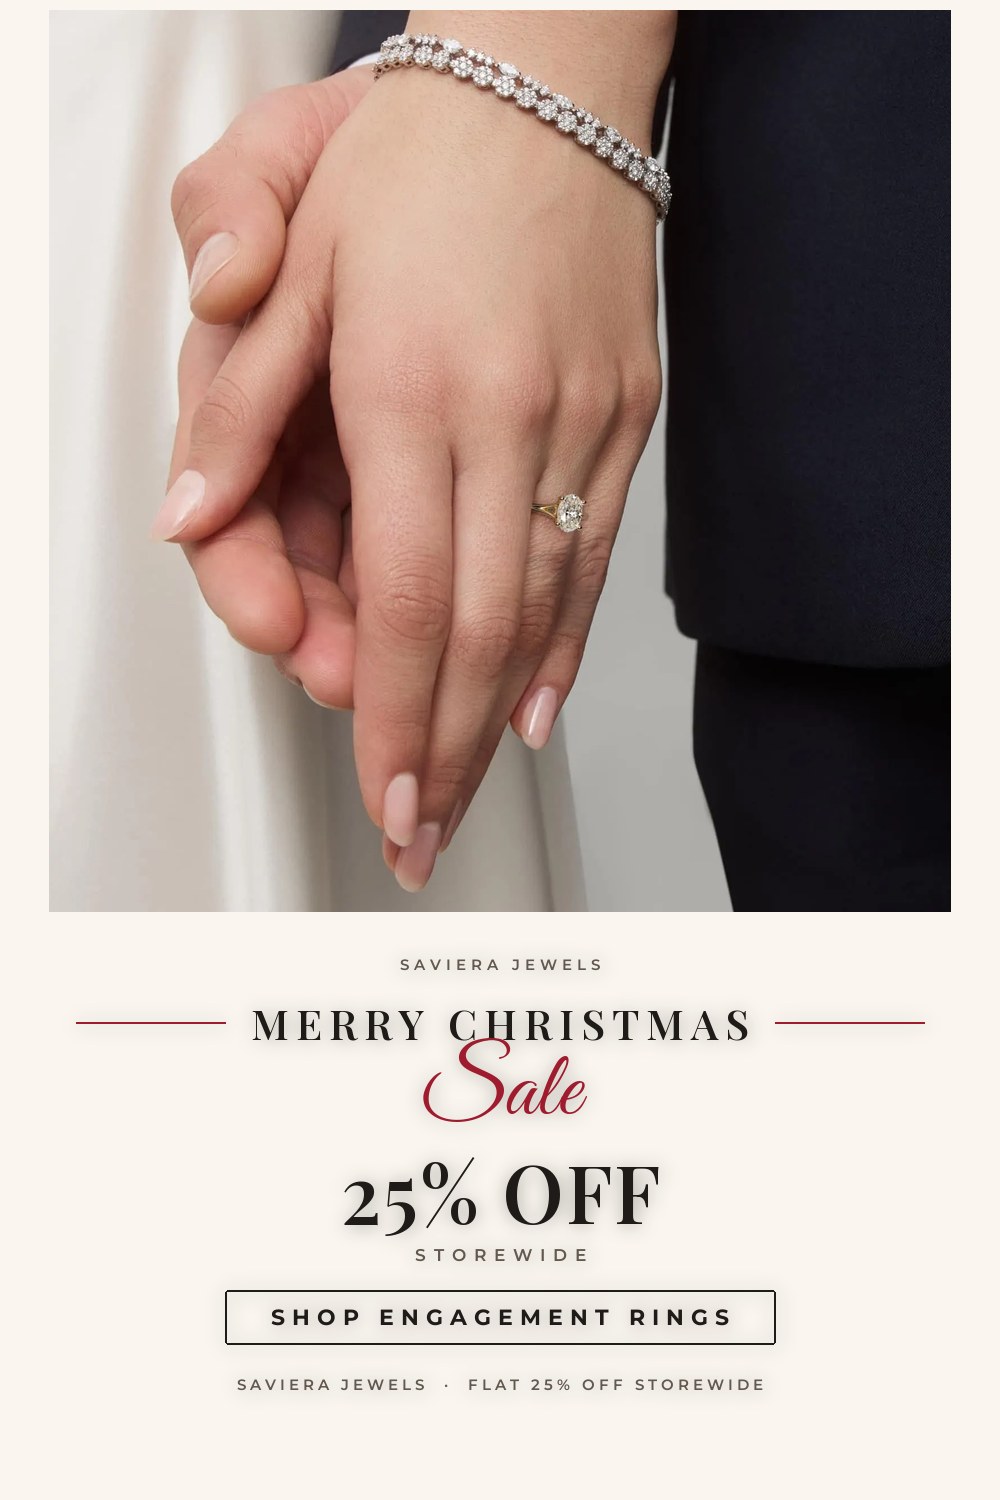 SAVIERA JEWELS
MERRY CHRISTMAS
Sale
25% OFF
STOREWIDE
SHOP ENGAGEMENT RINGS
SAVIERA JEWELS · FLAT 25% OFF STOREWIDE